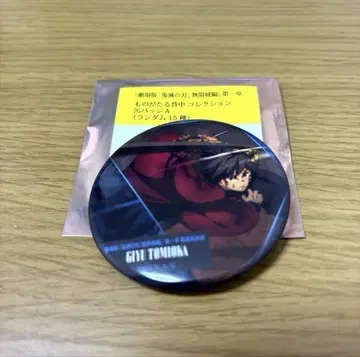 「劇場版「鬼滅の刃」無限城編」第一章
ものがたる背中 コレクション
缶バッジA
(ランダム15種)
GIYU TOMIOKA